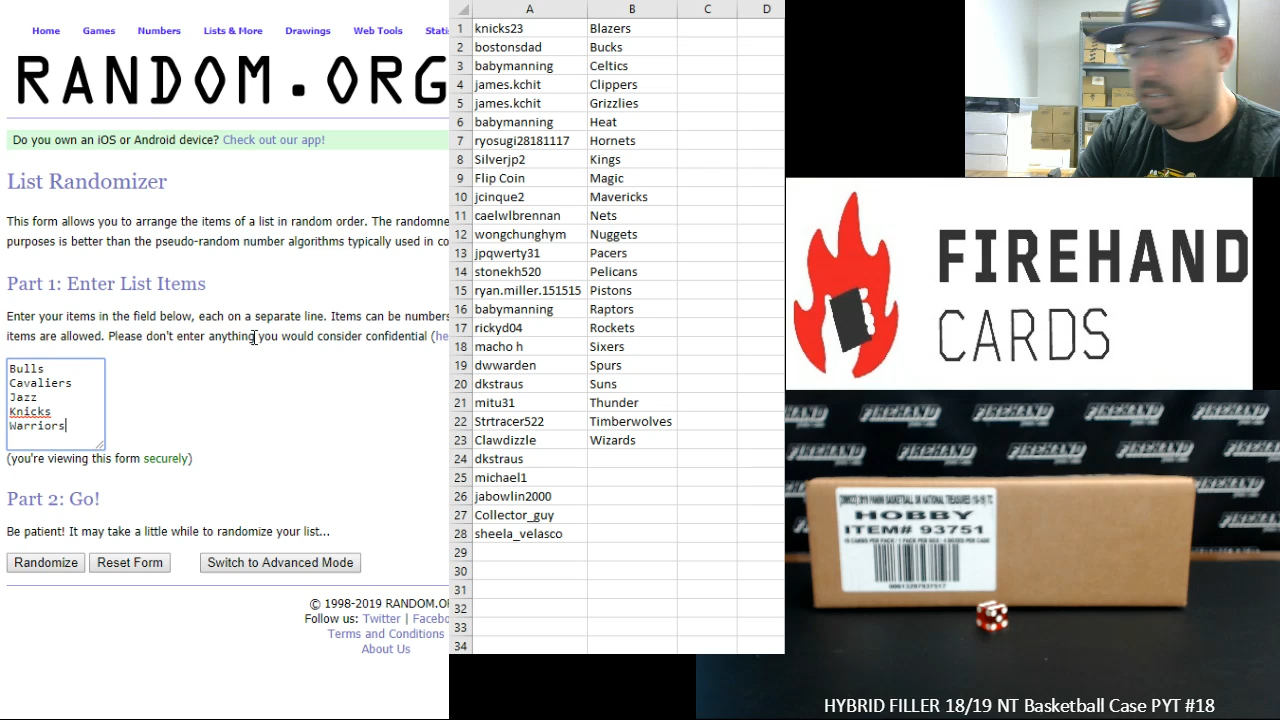 Home Games Numbers Lists & More Drawings Web Tools Stati
RANDOM.ORG
Do you own an iOS or Android device? Check out our app!
List Randomizer
This form allows you to arrange the items of a list in random order. The randomne
purposes is better than the pseudo-random number algorithms typically used in co
Part 1: Enter List Items
Enter your items in the field below, each on a separate line. Items can be numbers
items are allowed. Please don't enter anything you would consider confidential (he
Bulls
Cavaliers
Jazz
Knicks
Warriors
(you're viewing this form securely)
Part 2: Go!
Be patient! It may take a little while to randomize your list...
Randomize Reset Form Switch to Advanced Mode
© 1998-2019 RANDOM.OR
Follow us: Twitter | Facebo
Terms and Conditions
About Us
A B C D
1 knicks23 Blazers
2 bostonsdad Bucks
3 babymanning Celtics
4 james.kchit Clippers
5 james.kchit Grizzlies
6 babymanning Heat
7 ryosugi28181117 Hornets
8 Silverjp2 Kings
9 Flip Coin Magic
10 jcinque2 Mavericks
11 caelwlbrennan Nets
12 wongchunghym Nuggets
13 jpqwerty31 Pacers
14 stonekh520 Pelicans
15 ryan.miller.151515 Pistons
16 babymanning Raptors
17 rickyd04 Rockets
18 macho h Sixers
19 dwwarden Spurs
20 dkstraus Suns
21 mitu31 Thunder
22 Strtracer522 Timberwolves
23 Clawdizzle Wizards
24 dkstraus
25 michael1
26 jabowlin2000
27 Collector_guy
28 sheela_velasco
29
30
31
32
33
34
FIREHAND
CARDS
FIREHAND FIREHAND FIREHAND FIREHAND
HOBBY
ITEM# 93751
HYBRID FILLER 18/19 NT Basketball Case PYT #18